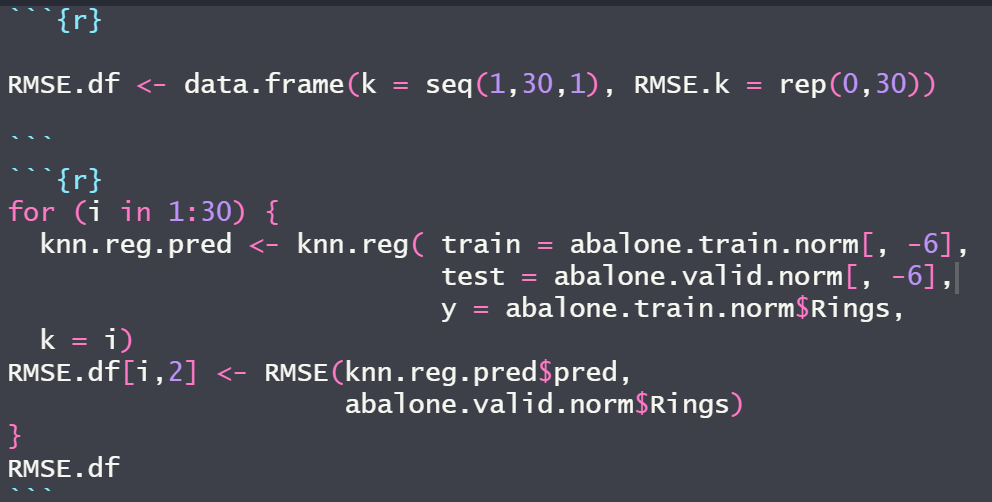 ```{r}
RMSE.df <- data.frame(k = seq(1,30,1), RMSE.k = rep(0,30))
```
```{r}
for (i in 1:30) {
  knn.reg.pred <- knn.reg( train = abalone.train.norm[, -6],
                           test = abalone.valid.norm[, -6],
                           y = abalone.train.norm$Rings,
  k = i)
RMSE.df[i,2] <- RMSE(knn.reg.pred$pred,
                     abalone.valid.norm$Rings)
}
RMSE.df
```